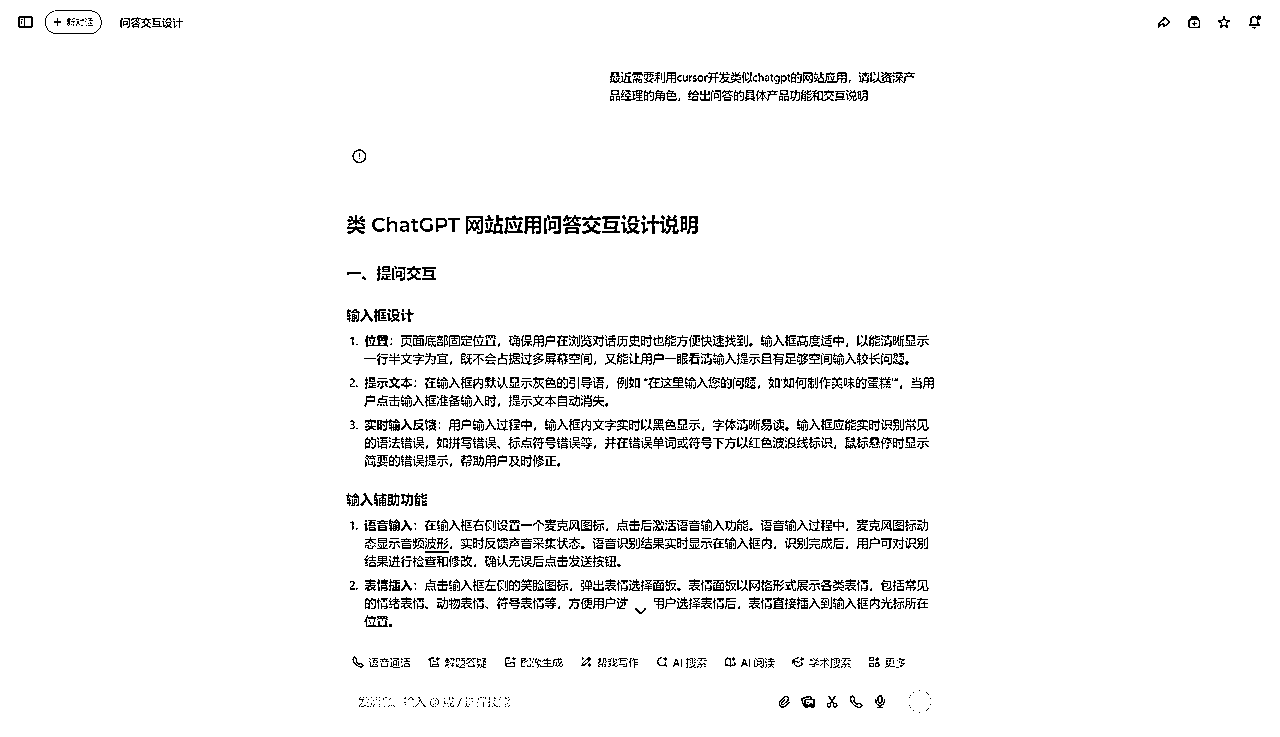 新对话
问答交互设计
最近需要利用cursor开发类似chatgpt的网站应用，请以资深产
品经理的角色，给出问答的具体产品功能和交互说明
类 ChatGPT 网站应用问答交互设计说明
一、提问交互
输入框设计
1. 位置：页面底部固定位置，确保用户在浏览对话历史时也能方便快速找到。输入框高度适中，以能清晰显示
一行半文字为宜，既不会占据过多屏幕空间，又能让用户一眼看清输入提示且有足够空间输入较长问题。
2. 提示文本：在输入框内默认显示灰色的引导语，例如 “在这里输入您的问题，如‘如何制作美味的蛋糕’”，当用
户点击输入框准备输入时，提示文本自动消失。
3. 实时输入反馈：用户输入过程中，输入框内文字实时以黑色显示，字体清晰易读。输入框应能实时识别常见
的语法错误，如拼写错误、标点符号错误等，并在错误单词或符号下方以红色波浪线标识，鼠标悬停时显示
简要的错误提示，帮助用户及时修正。
输入辅助功能
1. 语音输入：在输入框右侧设置一个麦克风图标，点击后激活语音输入功能。语音输入过程中，麦克风图标动
态显示音频波形，实时反馈声音采集状态。语音识别结果实时显示在输入框内，识别完成后，用户可对识别
结果进行检查和修改，确认无误后点击发送按钮。
2. 表情插入：点击输入框左侧的笑脸图标，弹出表情选择面板。表情面板以网格形式展示各类表情，包括常见
的情绪表情、动物表情、符号表情等，方便用户选 用户选择表情后，表情直接插入到输入框内光标所在
位置。
语音通话 解题答疑 图像生成 帮我写作 AI 搜索 AI 阅读 学术搜索 更多